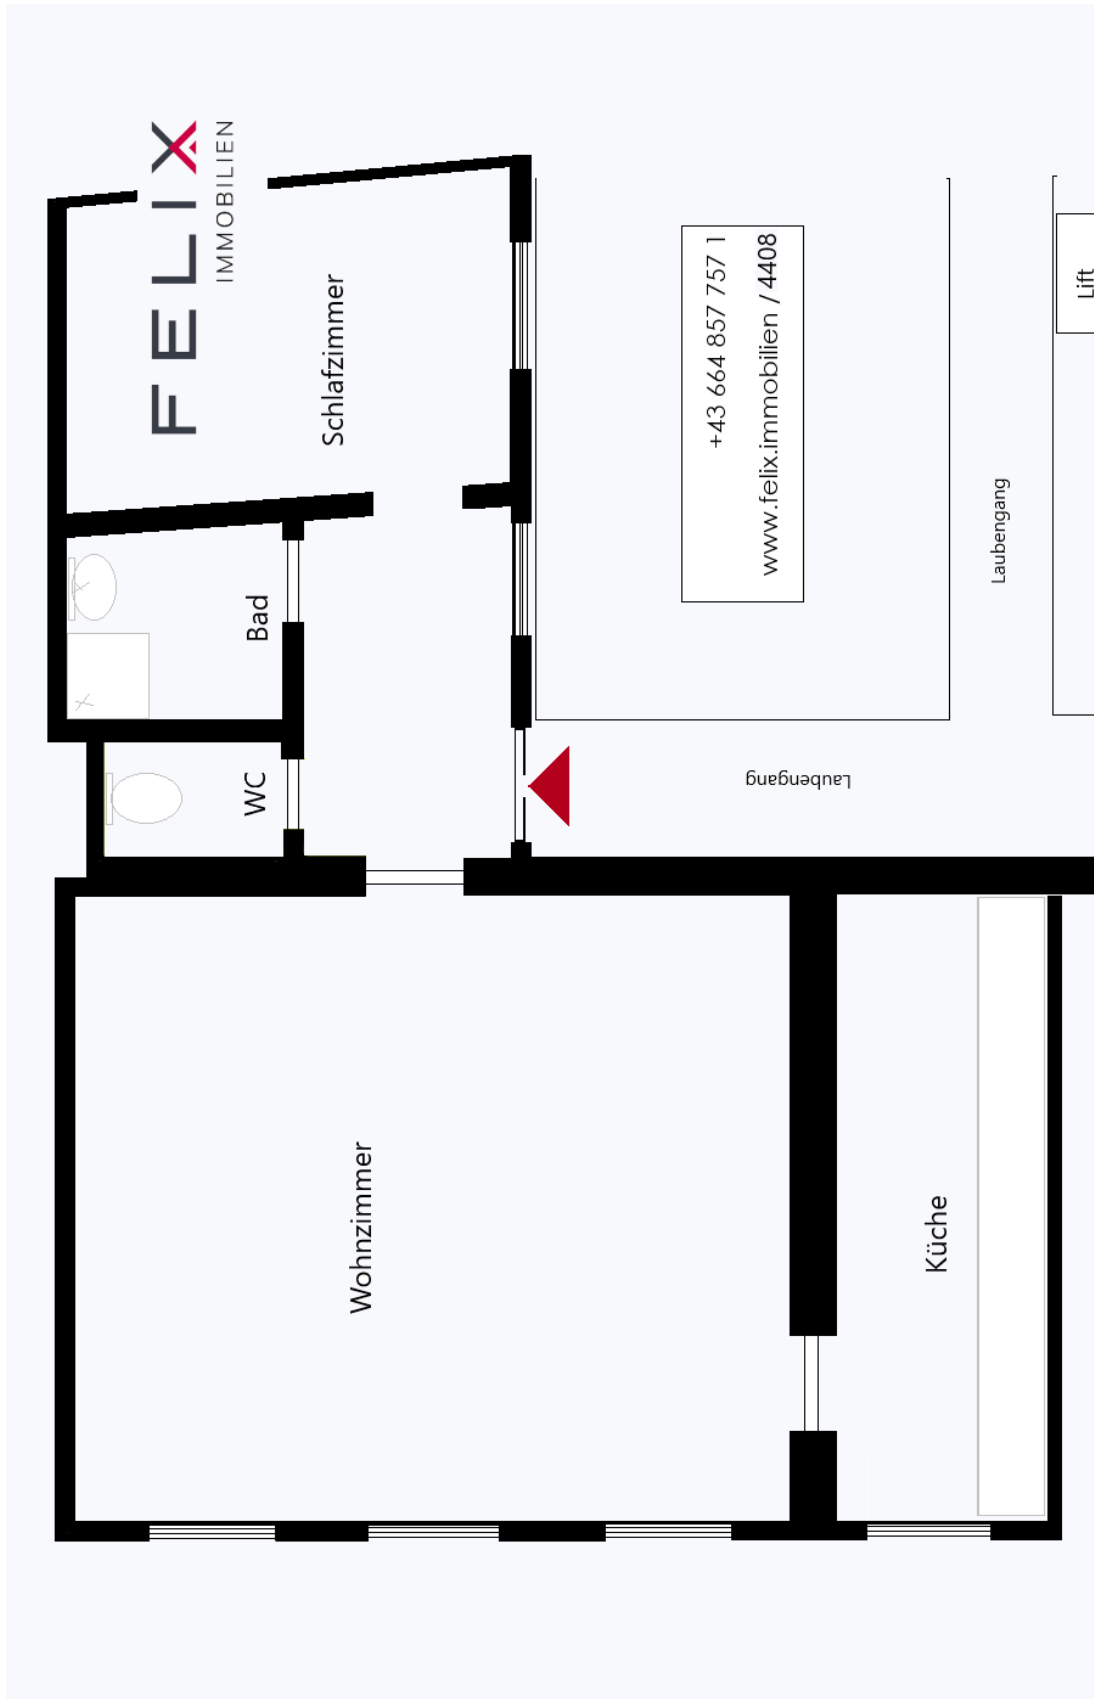 FELIX
IMMOBILIEN
Schlafzimmer
+43 664 857 757 1
www.felix.immobilien / 4408
Lift
Laubengang
Bad
WC
Laubengang
Wohnzimmer
Küche